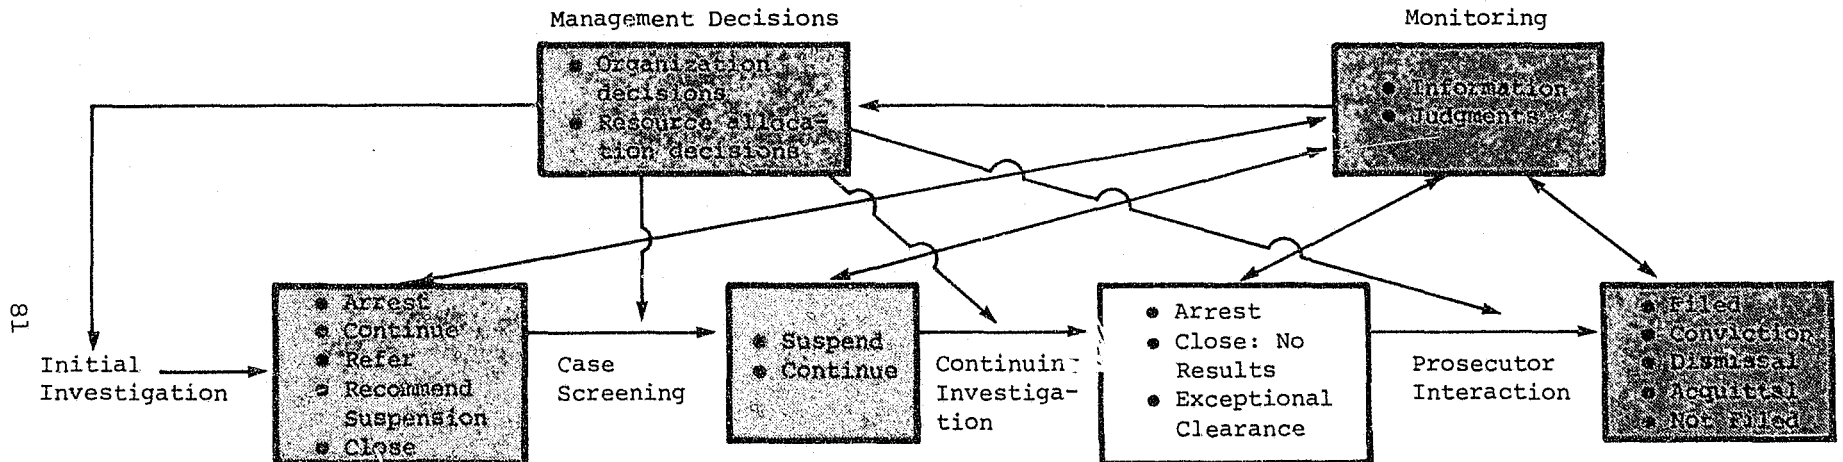 Management Decisions
Monitoring
• Organization
decisions
• Resource alloca-
tion decisions
• Information
• Judgments
81
Initial
Investigation
• Arrest
• Continue
• Refer
• Recommend
Suspension
• Close
Case
Screening
• Suspend
• Continue
Continuin
Investiga-
tion
• Arrest
• Close: No
Results
• Exceptional
Clearance
Prosecutor
Interaction
• Filed
• Conviction
• Dismissal
• Acquittal
• Not Filed